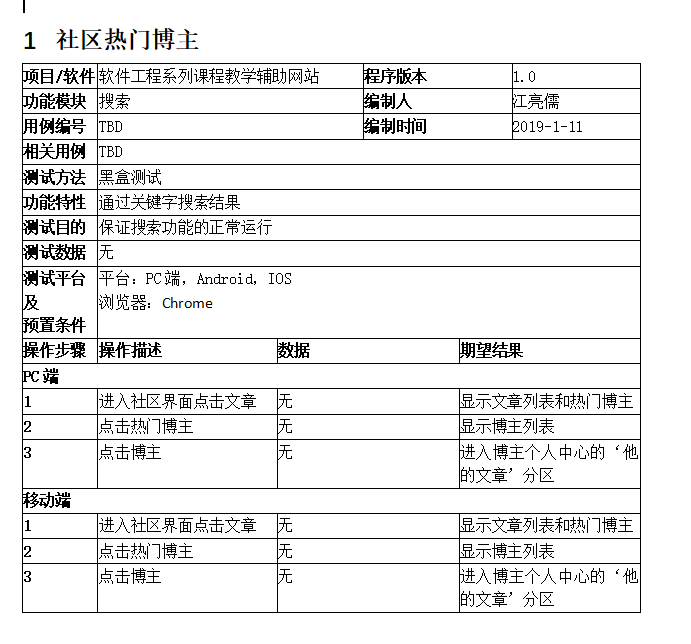 1 社区热门博主
项目/软件 软件工程系列课程教学辅助网站 程序版本 1.0
功能模块 搜索 编制人 江亮儒
用例编号 TBD 编制时间 2019-1-11
相关用例 TBD
测试方法 黑盒测试
功能特性 通过关键字搜索结果
测试目的 保证搜索功能的正常运行
测试数据 无
测试平台 平台：PC端，Android，IOS
及 浏览器：Chrome
预置条件
操作步骤 操作描述 数据 期望结果
PC端
1 进入社区界面点击文章 无 显示文章列表和热门博主
2 点击热门博主 无 显示博主列表
3 点击博主 无 进入博主个人中心的‘他
的文章’分区
移动端
1 进入社区界面点击文章 无 显示文章列表和热门博主
2 点击热门博主 无 显示博主列表
3 点击博主 无 进入博主个人中心的‘他
的文章’分区